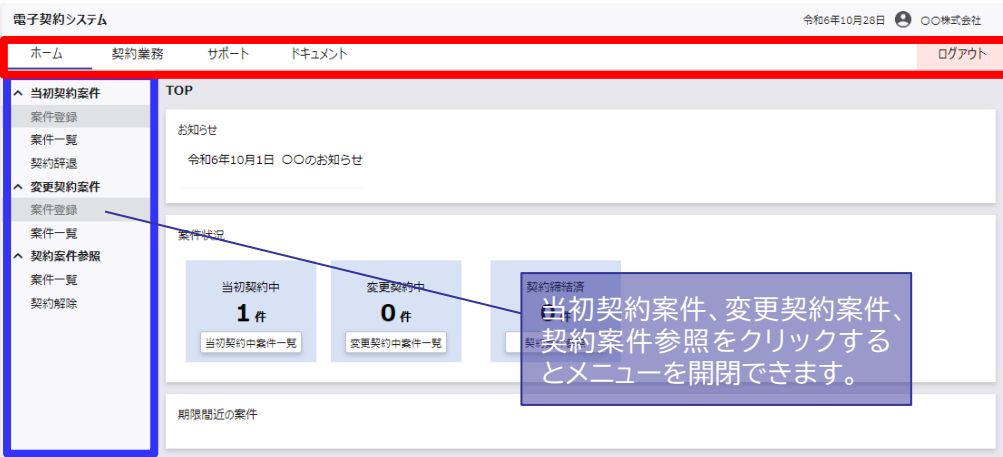 電子契約システム
令和6年10月28日 〇〇株式会社
ホーム 契約業務 サポート ドキュメント ログアウト
当初契約案件
案件登録
案件一覧
契約辞退
変更契約案件
案件登録
案件一覧
契約案件参照
案件一覧
契約解除
TOP
お知らせ
令和6年10月1日 〇〇のお知らせ
案件状況
当初契約中
1 件
当初契約中案件一覧
変更契約中
0 件
変更契約中案件一覧
契約締結済
0 件
当初契約案件、変更契約案件、
契約案件参照をクリックする
とメニューを開閉できます。
期限間近の案件